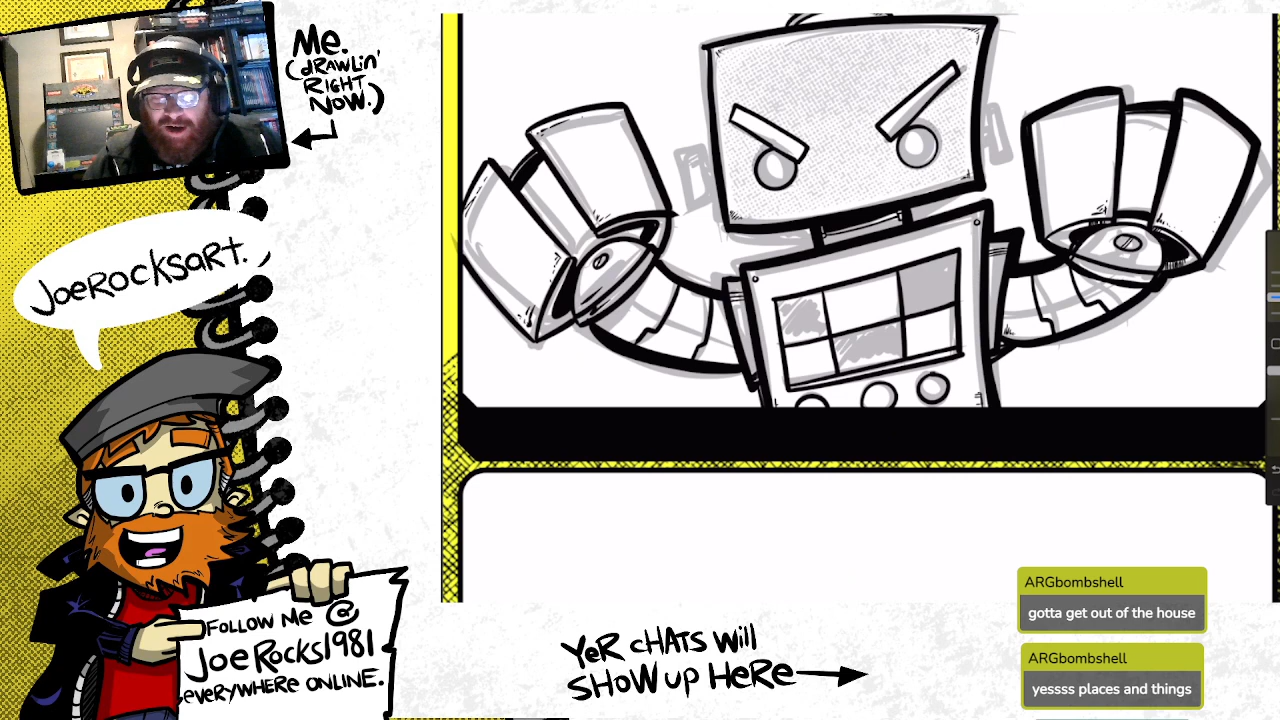 Me.
(drawlin'
Right
Now.)
JoeRocksart.
Follow me @
JoeRocks1981
everywhere online.
Yer chats will
show up here
ARGbombshell
gotta get out of the house
ARGbombshell
yessss places and things